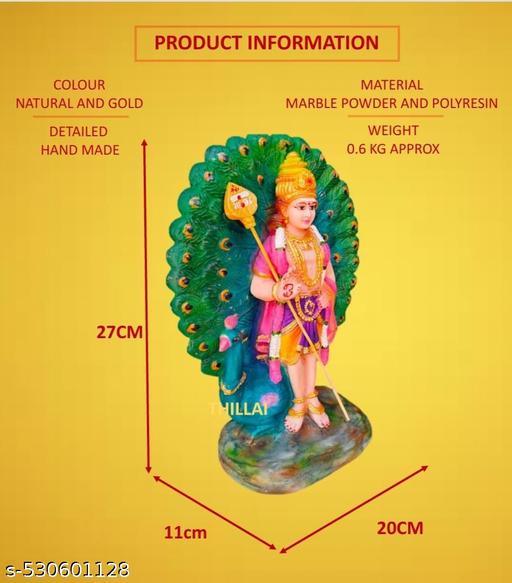 PRODUCT INFORMATION
COLOUR
NATURAL AND GOLD
DETAILED
HAND MADE
MATERIAL
MARBLE POWDER AND POLYRESIN
WEIGHT
0.6 KG APPROX
27CM
ॐ
THILLAI
11cm
20CM
s-530601128